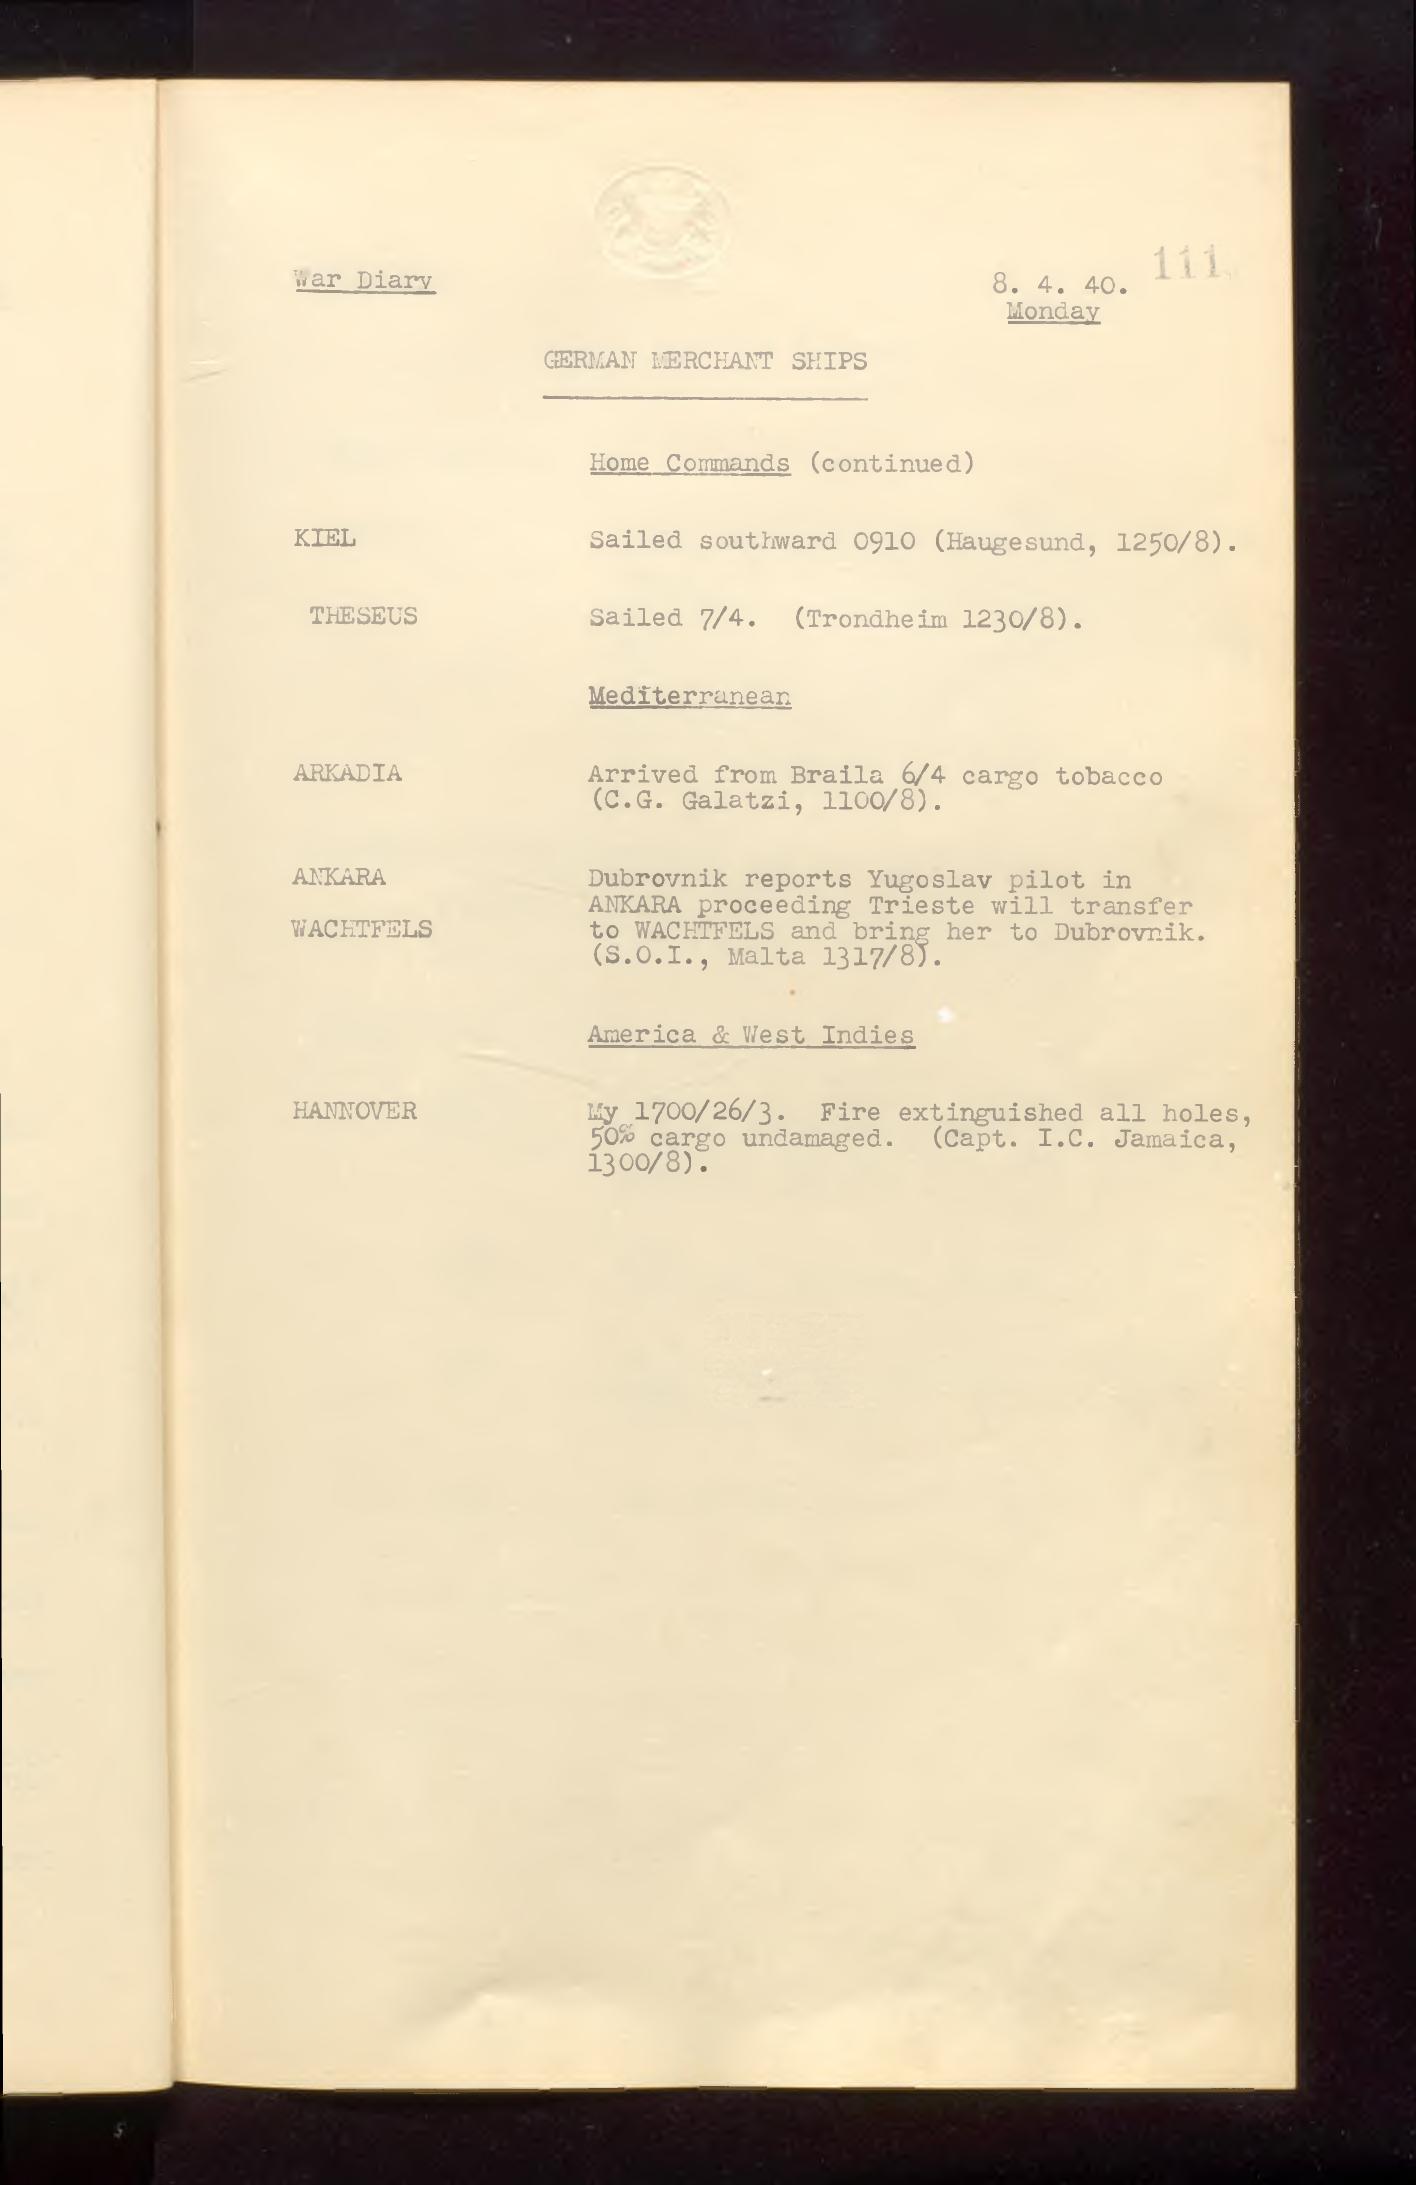 111
War Diary
8. 4. 40.
Monday
GERMAN MERCHANT SHIPS
Home Commands (continued)
KIEL Sailed southward 0910 (Haugesund, 1250/8).
THESEUS Sailed 7/4. (Trondheim 1230/8).
Mediterranean
ARKADIA Arrived from Braila 6/4 cargo tobacco
(C.G. Galatzi, 1100/8).
ANKARA Dubrovnik reports Yugoslav pilot in
ANKARA proceeding Trieste will transfer
WACHTFELS to WACHTFELS and bring her to Dubrovnik.
(S.O.I., Malta 1317/8).
America & West Indies
HANNOVER My 1700/26/3. Fire extinguished all holes,
50% cargo undamaged. (Capt. I.C. Jamaica,
1300/8).